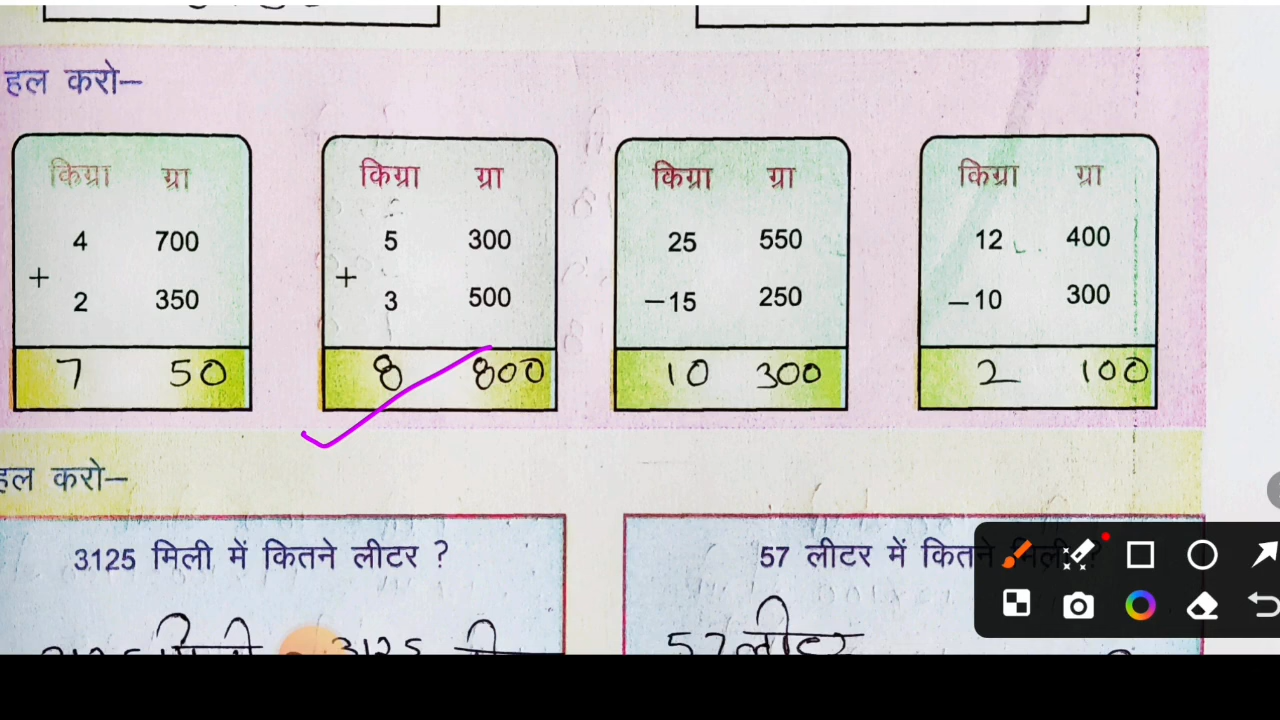 हल करो–
किग्रा ग्रा
4 700
+
2 350
7 50
किग्रा ग्रा
5 300
+
3 500
8 800
किग्रा ग्रा
25 550
–15 250
10 300
किग्रा ग्रा
12 400
–10 300
2 100
हल करो–
3125 मिली में कितने लीटर ?
57 लीटर में कितने मिली ?
3125
57 लीटर